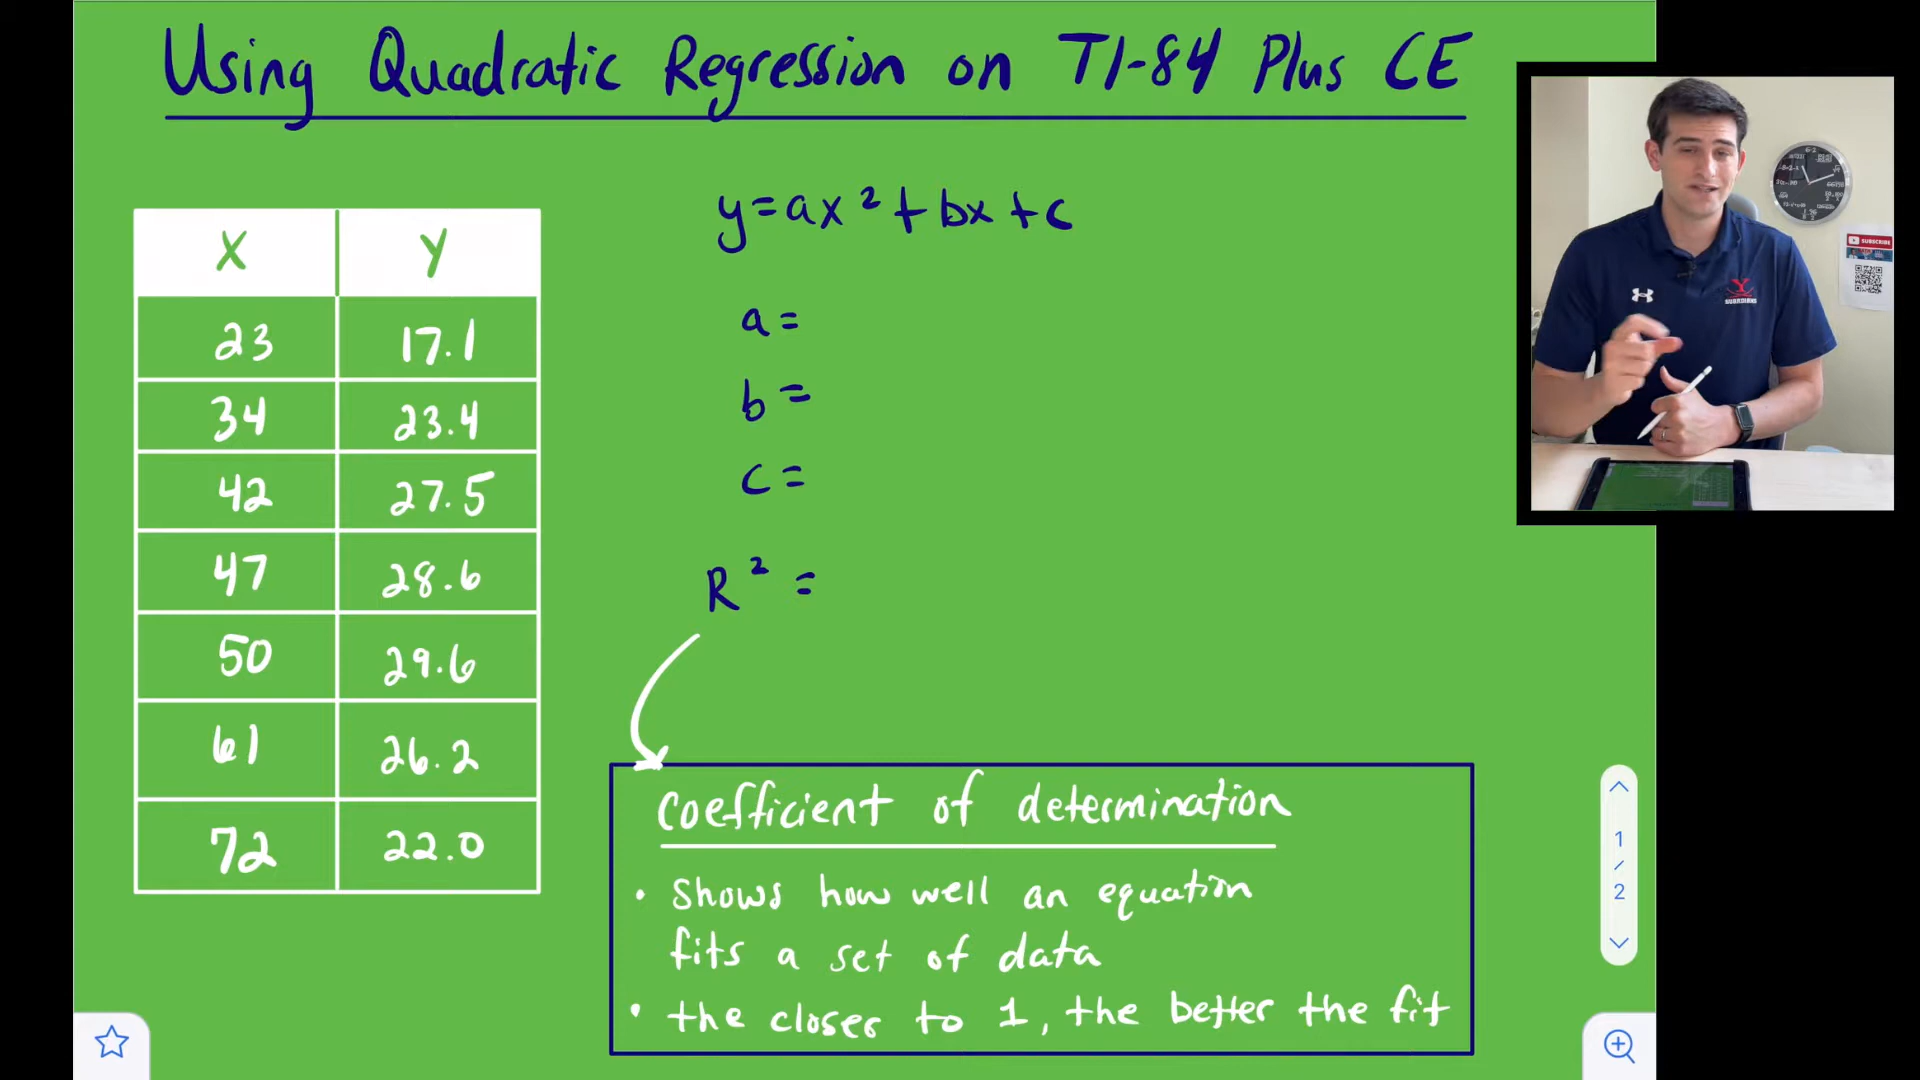 Using Quadratic Regression on TI-84 Plus CE
X Y
23 17.1
34 23.4
42 27.5
47 28.6
50 29.6
61 26.2
72 22.0
y=ax²+bx+c
a=
b=
c=
R²=
Coefficient of determination
• Shows how well an equation
fits a set of data
• the closer to 1, the better the fit
SUBSCRIBE
GUARDIANS
1
/
2